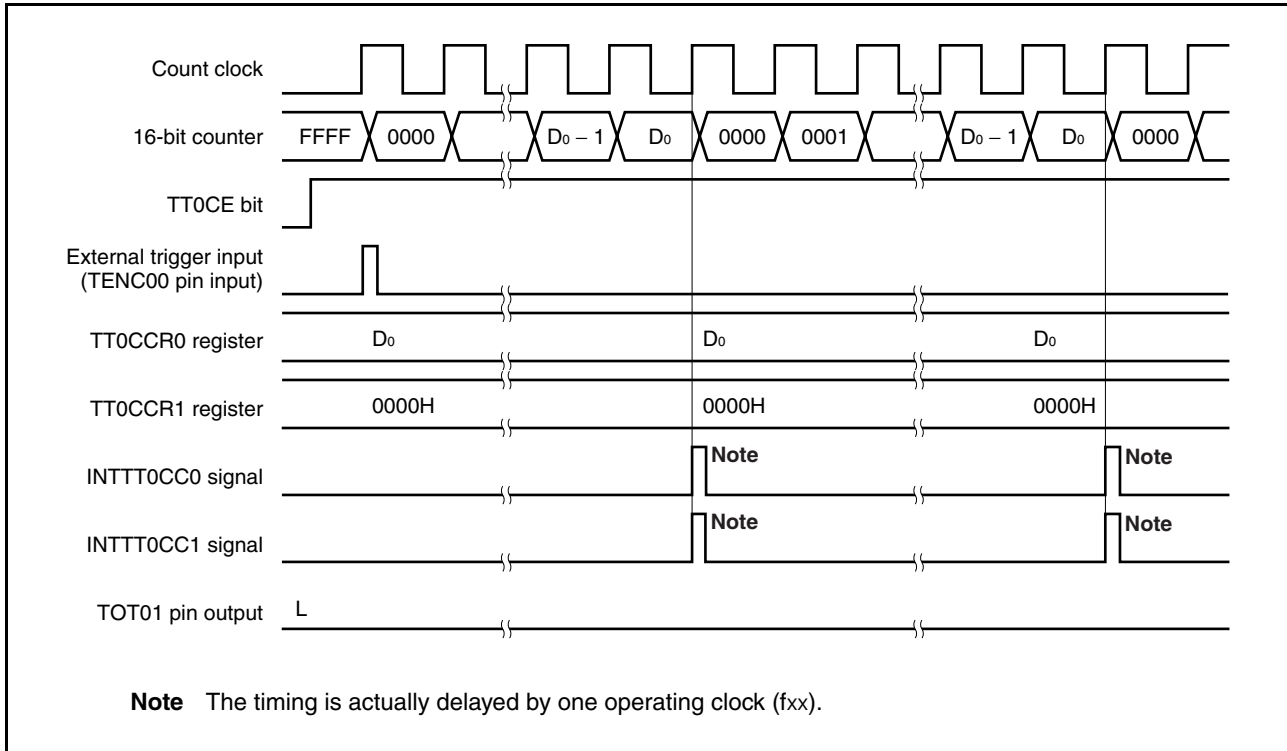 Count clock
16-bit counter FFFF 0000 D0 − 1 D0 0000 0001 D0 − 1 D0 0000
TT0CE bit
External trigger input
(TENC00 pin input)
TT0CCR0 register D0 D0 D0
TT0CCR1 register 0000H 0000H 0000H
INTTT0CC0 signal Note Note
INTTT0CC1 signal Note Note
TOT01 pin output L
Note The timing is actually delayed by one operating clock (fxx).